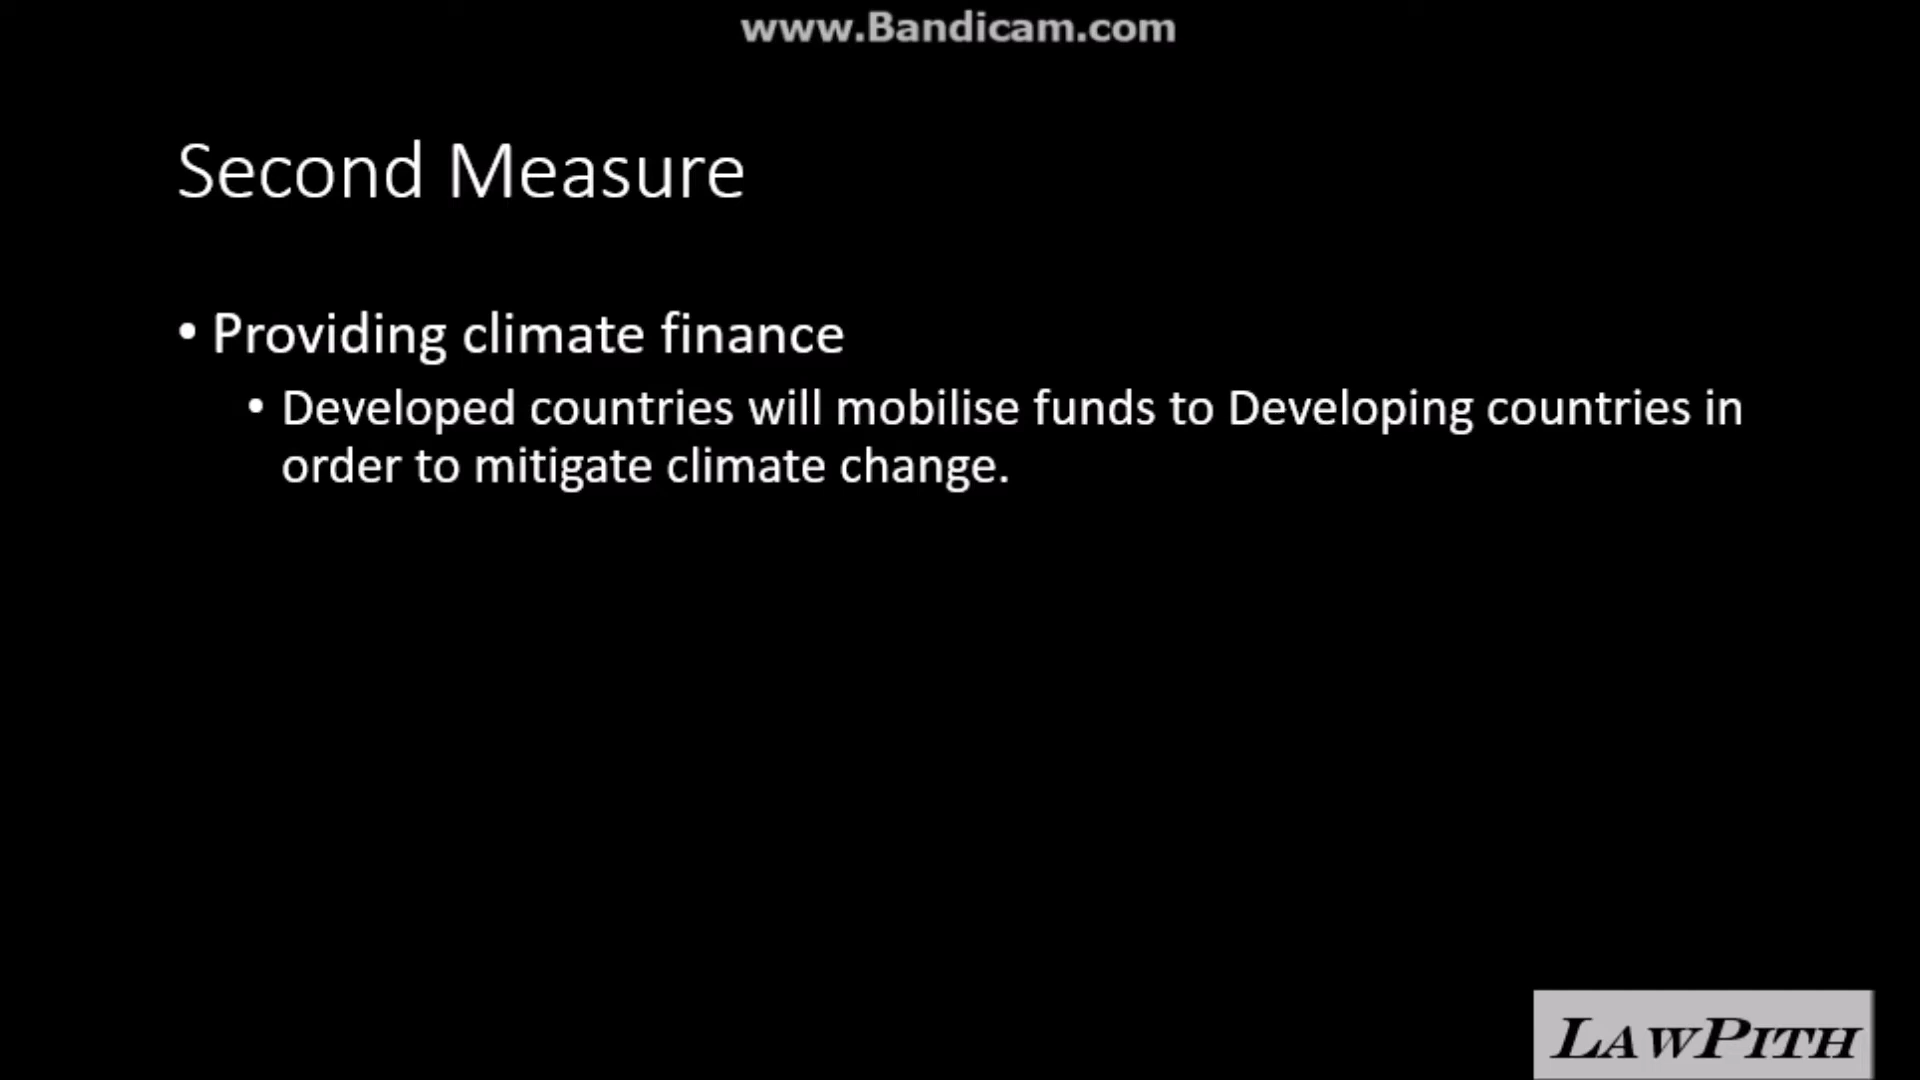 www.Bandicam.com
Second Measure
• Providing climate finance
• Developed countries will mobilise funds to Developing countries in
order to mitigate climate change.
LAWPITH